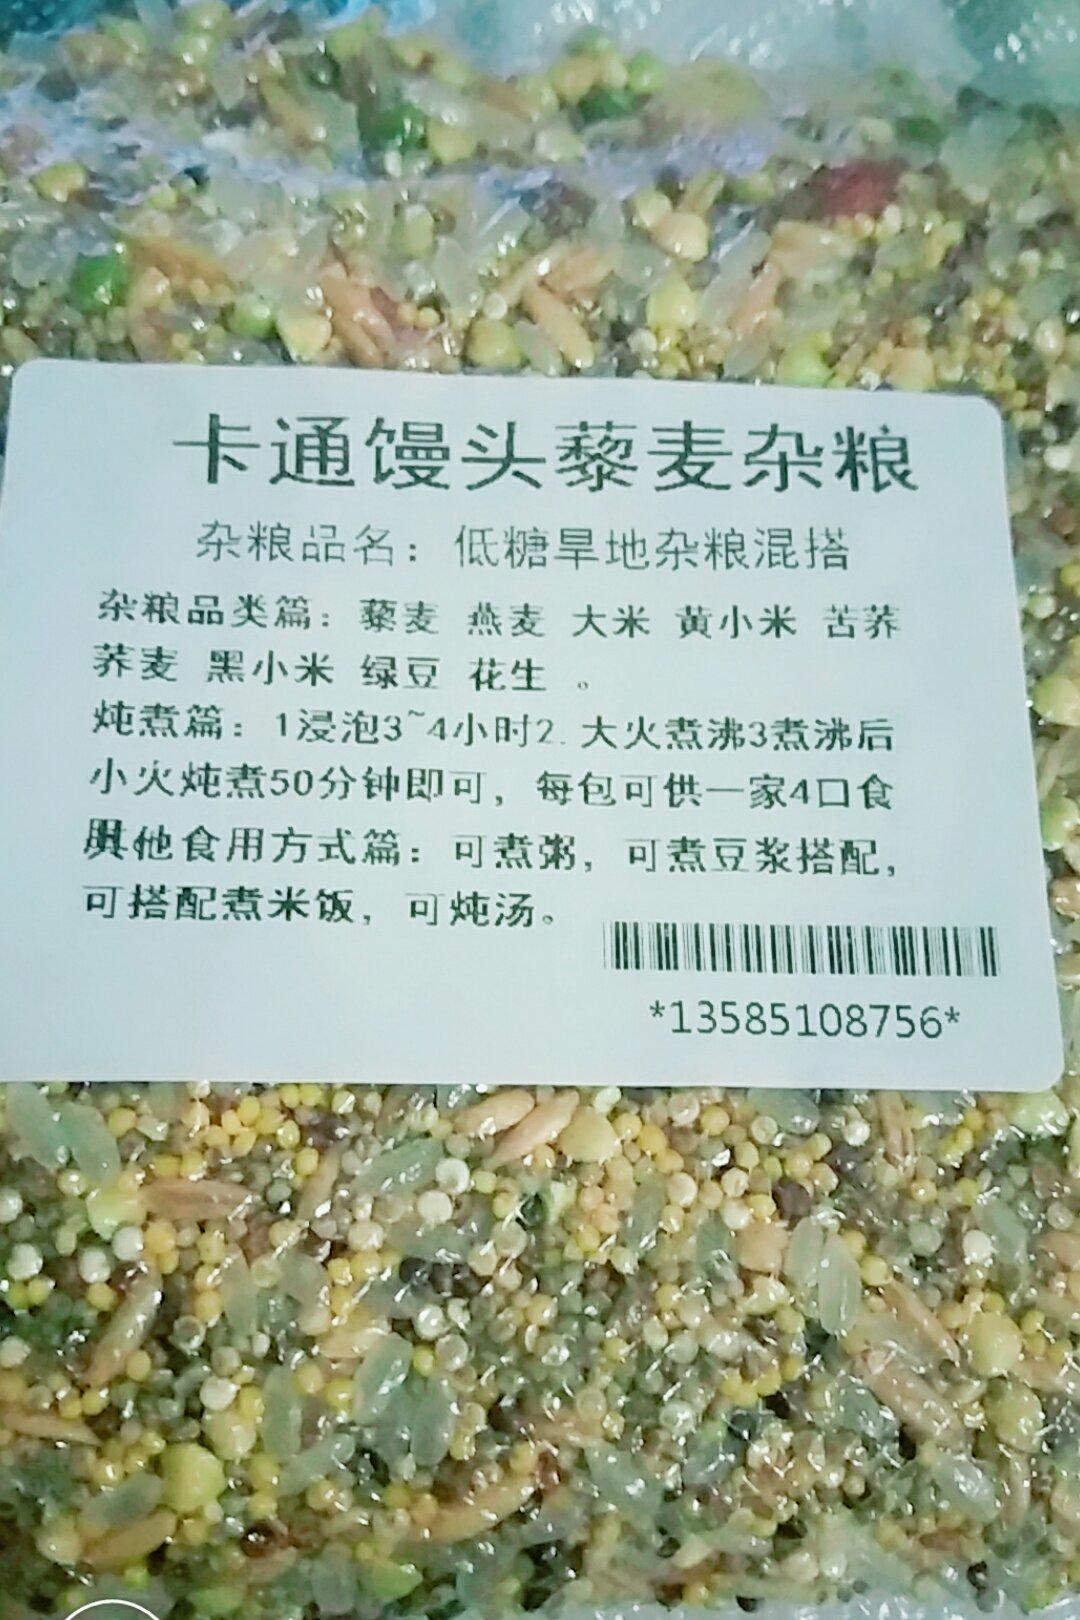 卡通馒头藜麦杂粮
杂粮品名：低糖旱地杂粮混搭
杂粮品类篇：藜麦 燕麦 大米 黄小米 苦荞
荞麦 黑小米 绿豆 花生 。
炖煮篇：1浸泡3~4小时2.大火煮沸3煮沸后
小火炖煮50分钟即可，每包可供一家4口食
其他食用方式篇：可煮粥，可煮豆浆搭配，
可搭配煮米饭，可炖汤。
*13585108756*